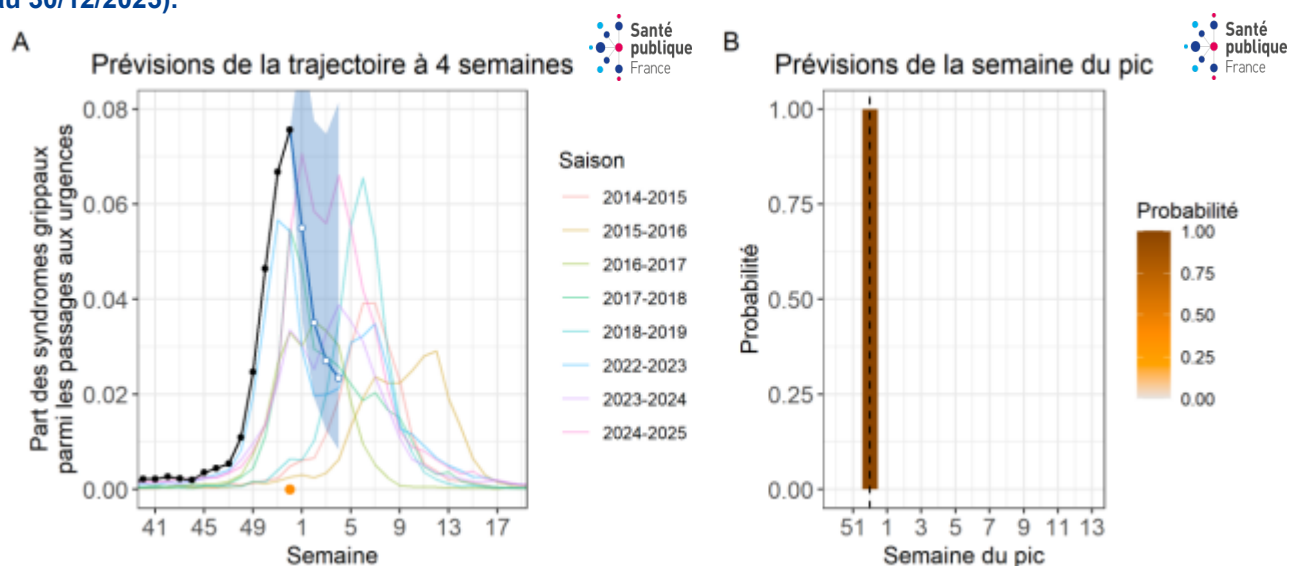 au 30/12/2025).
A
Prévisions de la trajectoire à 4 semaines
Santé
publique
France
Part des syndromes grippaux
parmi les passages aux urgences
0.08
0.06
0.04
0.02
0.00
41 45 49 1 5 9 13 17
Semaine
Saison
2014-2015
2015-2016
2016-2017
2017-2018
2018-2019
2022-2023
2023-2024
2024-2025
B
Prévisions de la semaine du pic
Santé
publique
France
Probabilité
1.00
0.75
0.50
0.25
0.00
51 1 3 5 7 9 11 13
Semaine du pic
Probabilité
1.00
0.75
0.50
0.25
0.00